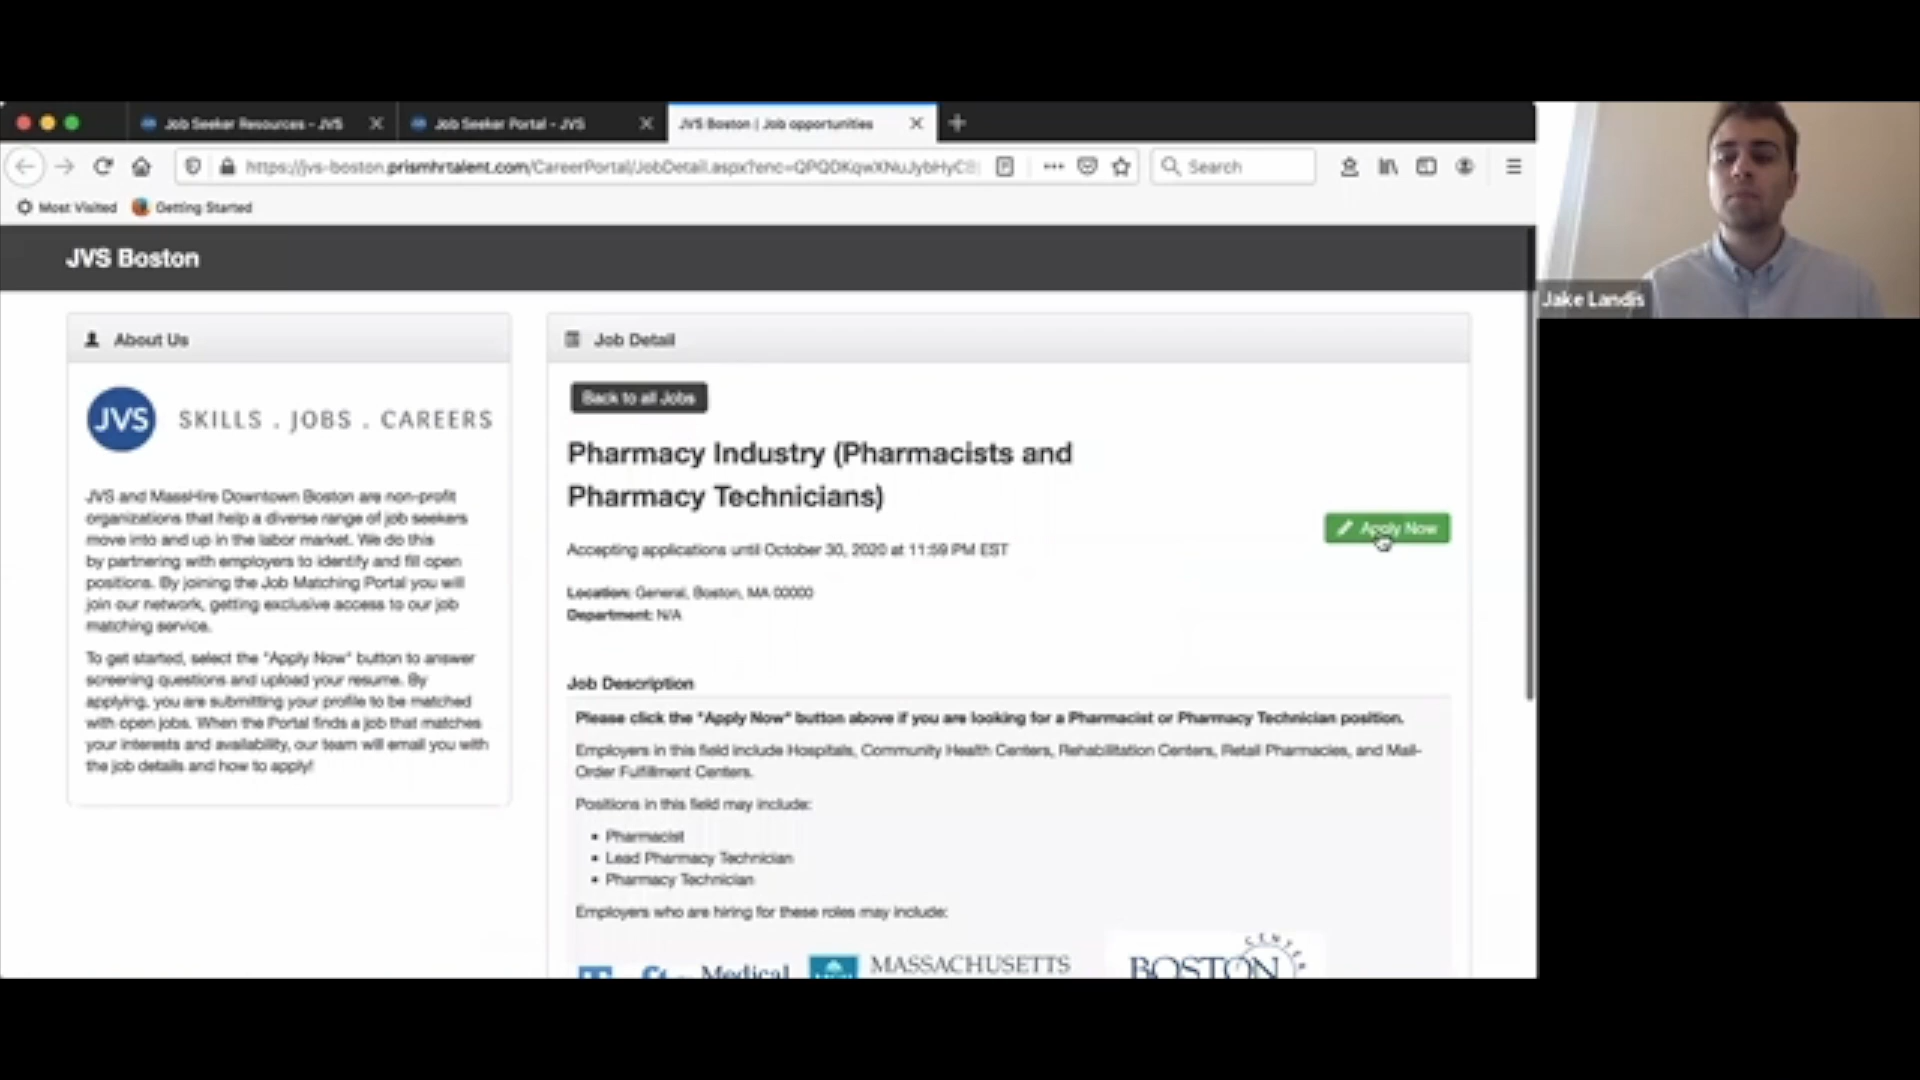 Job Seeker Resources - JVS
Job Seeker Portal - JVS
JVS Boston | Job opportunities
Search
Most Visited
Getting Started
JVS Boston
About Us
JVS SKILLS . JOBS . CAREERS
JVS and MassHire Downtown Boston are non-profit
organizations that help a diverse range of job seekers
move into and up in the labor market. We do this
by partnering with employers to identify and fill open
positions. By joining the Job Matching Portal you will
join our network, getting exclusive access to our job
matching service.
To get started, select the "Apply Now" button to answer
screening questions and upload your resume. By
applying, you are submitting your profile to be matched
with open jobs. When the Portal finds a job that matches
your interests and availability, our team will email you with
the job details and how to apply!
Job Detail
Back to all Jobs
Pharmacy Industry (Pharmacists and
Pharmacy Technicians)
Apply Now
Accepting applications until October 30, 2020 at 11:59 PM EST
Location: General, Boston, MA 00000
Department: N/A
Job Description
Please click the "Apply Now" button above if you are looking for a Pharmacist or Pharmacy Technician position.
Employers in this field include Hospitals, Community Health Centers, Rehabilitation Centers, Retail Pharmacies, and Mail-
Order Fulfillment Centers.
Positions in this field may include:
• Pharmacist
• Lead Pharmacy Technician
• Pharmacy Technician
Employers who are hiring for these roles may include:
Medical
MASSACHUSETTS
BOSTON
CENTER
Jake Landis